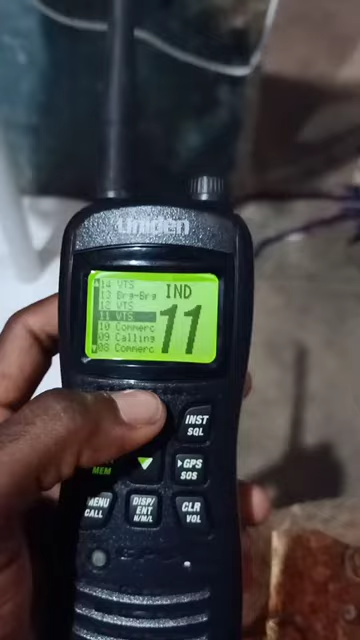 Uniden
14 VTS
13 Brg-Brg
12 VTS
11 VTS
10 Commerc
09 Calling
08 Commerc
IND
11
INST
SQL
MEM
GPS
SOS
MENU
CALL
DISP/
ENT
H/M/L
CLR
VOL